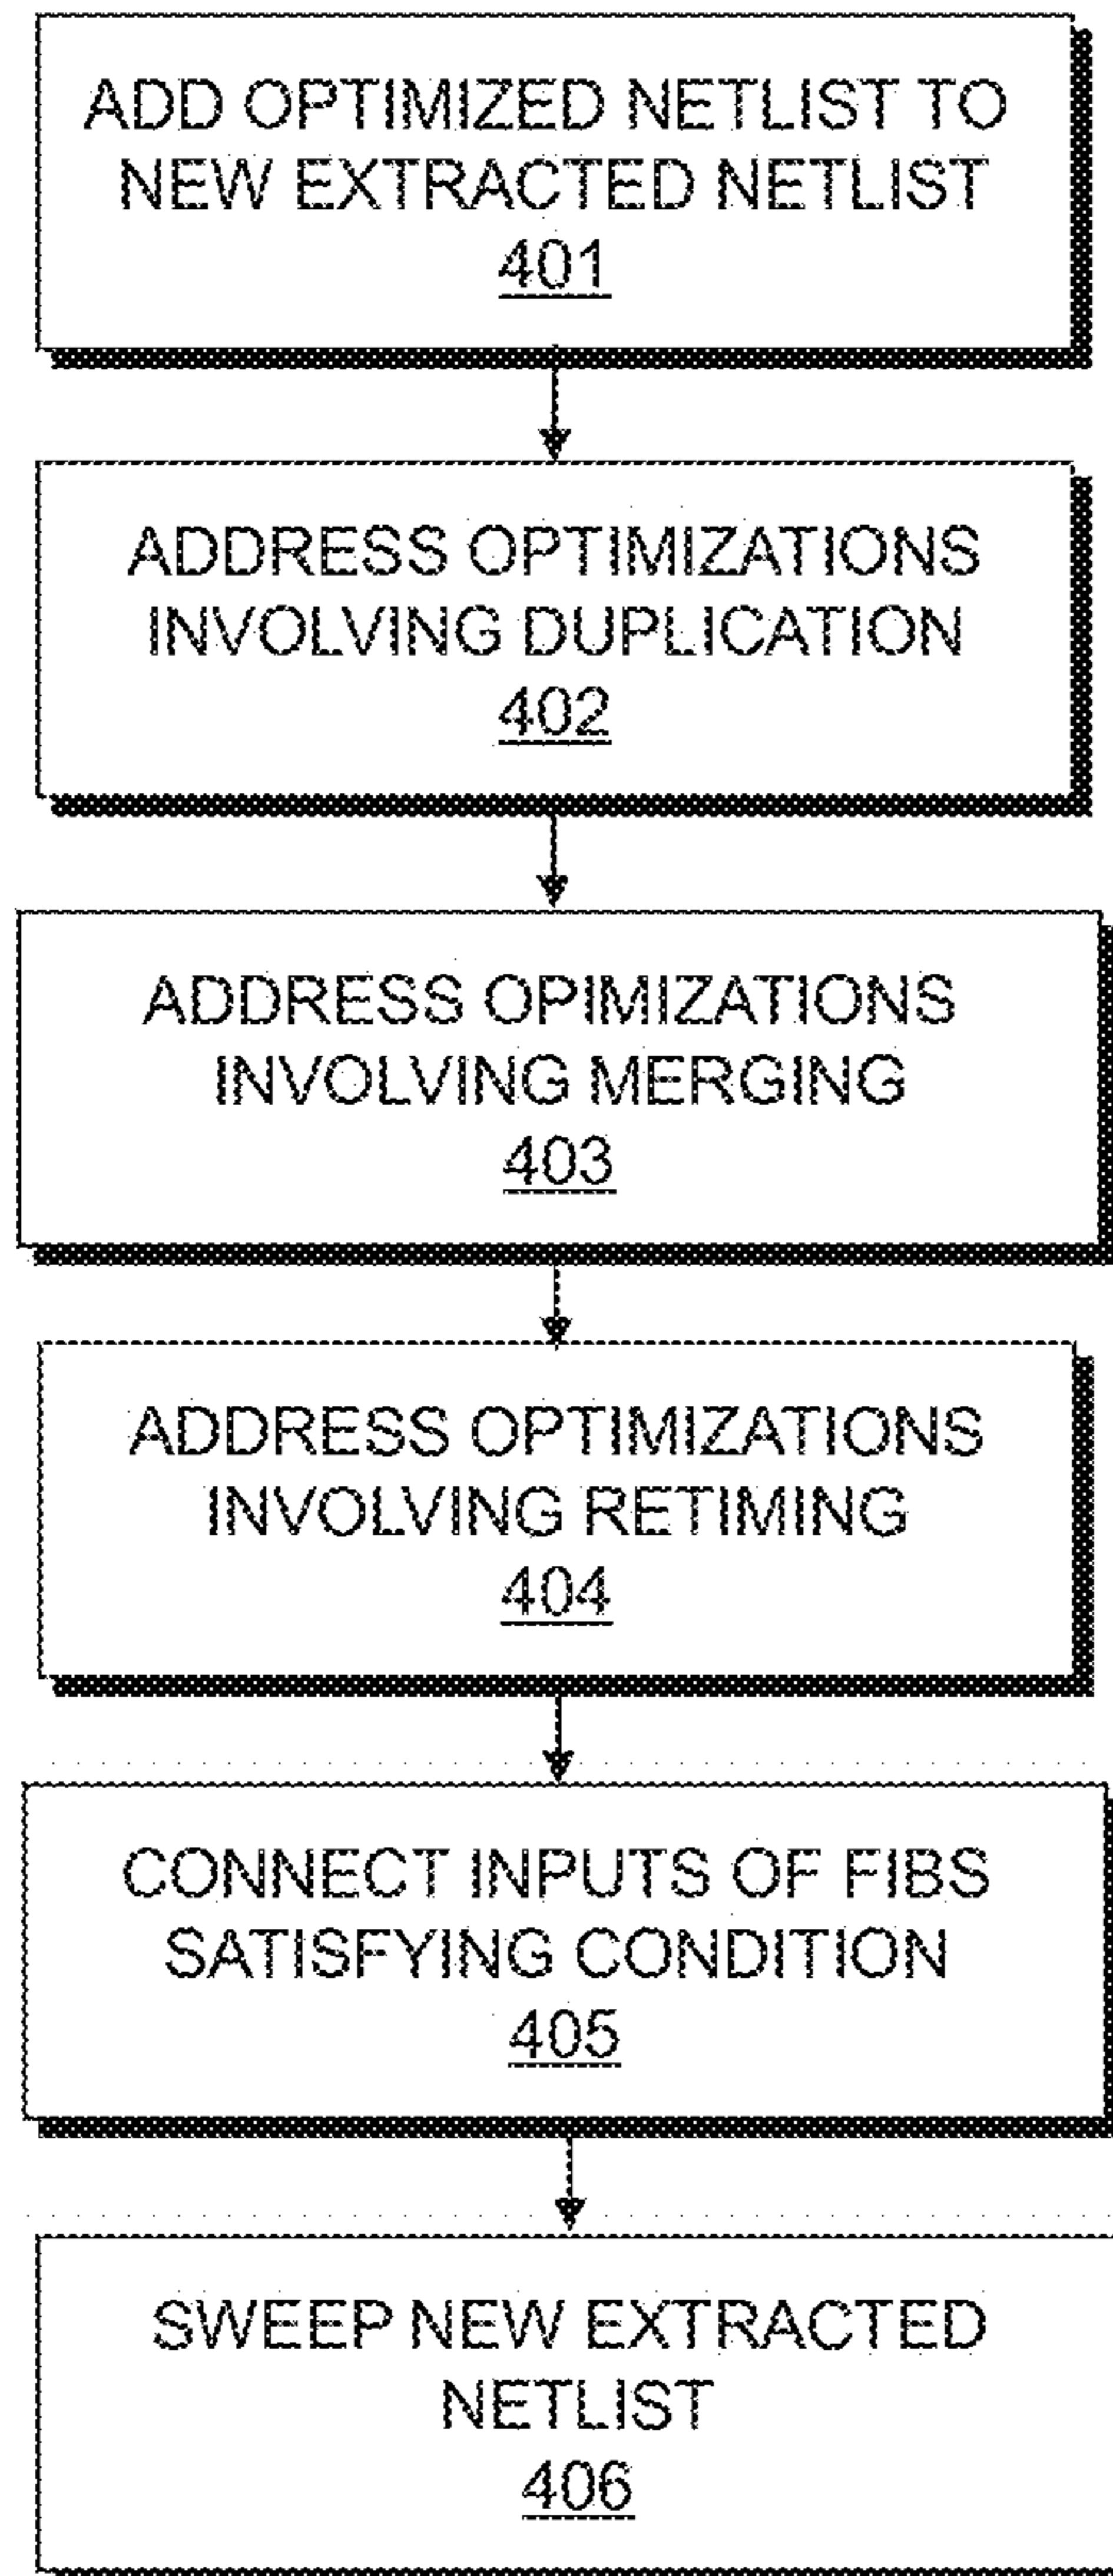 ADD OPTIMIZED NETLIST TO
NEW EXTRACTED NETLIST
401
ADDRESS OPTIMIZATIONS
INVOLVING DUPLICATION
402
ADDRESS OPIMIZATIONS
INVOLVING MERGING
403
ADDRESS OPTIMIZATIONS
INVOLVING RETIMING
404
CONNECT INPUTS OF FIBS
SATISFYING CONDITION
405
SWEEP NEW EXTRACTED
NETLIST
406